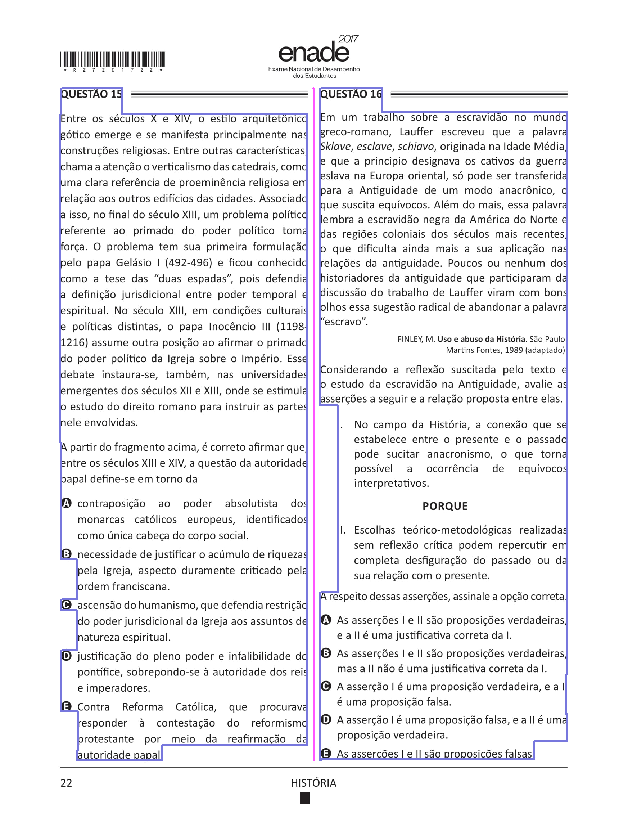 *R27201722*
enade 2017
Exame Nacional de Desempenho
dos Estudantes
QUESTÃO 15
Entre os séculos X e XIV, o estilo arquitetônico
gótico emerge e se manifesta principalmente nas
construções religiosas. Entre outras características
chama a atenção o verticalismo das catedrais, como
uma clara referência de proeminência religiosa em
relação aos outros edifícios das cidades. Associado
a isso, no final do século XIII, um problema político
referente ao primado do poder político toma
força. O problema tem sua primeira formulação
pelo papa Gelásio I (492-496) e ficou conhecido
como a tese das “duas espadas”, pois defendia
a definição jurisdicional entre poder temporal e
espiritual. No século XIII, em condições culturais
e políticas distintas, o papa Inocêncio III (1198-
1216) assume outra posição ao afirmar o primado
do poder político da Igreja sobre o Império. Esse
debate instaura-se, também, nas universidades
emergentes dos séculos XII e XIII, onde se estimula
o estudo do direito romano para instruir as partes
nele envolvidas.
A partir do fragmento acima, é correto afirmar que,
entre os séculos XIII e XIV, a questão da autoridade
papal define-se em torno da
A contraposição ao poder absolutista dos
monarcas católicos europeus, identificados
como única cabeça do corpo social.
B necessidade de justificar o acúmulo de riquezas
pela Igreja, aspecto duramente criticado pela
ordem franciscana.
C ascensão do humanismo, que defendia restrição
do poder jurisdicional da Igreja aos assuntos de
natureza espiritual.
D justificação do pleno poder e infalibilidade do
pontífice, sobrepondo-se à autoridade dos reis
e imperadores.
E Contra Reforma Católica, que procurava
responder à contestação do reformismo
protestante por meio da reafirmação da
autoridade papal.
QUESTÃO 16
Em um trabalho sobre a escravidão no mundo
greco-romano, Lauffer escreveu que a palavra
Sklave, esclave, schiavo, originada na Idade Média,
e que a principio designava os cativos da guerra
eslava na Europa oriental, só pode ser transferida
para a Antiguidade de um modo anacrônico, o
que suscita equívocos. Além do mais, essa palavra
lembra a escravidão negra da América do Norte e
das regiões coloniais dos séculos mais recentes,
o que dificulta ainda mais a sua aplicação nas
relações da antiguidade. Poucos ou nenhum dos
historiadores da antiguidade que participaram da
discussão do trabalho de Lauffer viram com bons
olhos essa sugestão radical de abandonar a palavra
“escravo”.
FINLEY, M. Uso e abuso da História. São Paulo
Martins Fontes, 1989 (adaptado)
Considerando a reflexão suscitada pelo texto e
o estudo da escravidão na Antiguidade, avalie as
asserções a seguir e a relação proposta entre elas.
I. No campo da História, a conexão que se
estabelece entre o presente e o passado
pode sucitar anacronismo, o que torna
possível a ocorrência de equívocos
interpretativos.
PORQUE
II. Escolhas teórico-metodológicas realizadas
sem reflexão crítica podem repercutir em
completa desfiguração do passado ou da
sua relação com o presente.
A respeito dessas asserções, assinale a opção correta.
A As asserções I e II são proposições verdadeiras,
e a II é uma justificativa correta da I.
B As asserções I e II são proposições verdadeiras,
mas a II não é uma justificativa correta da I.
C A asserção I é uma proposição verdadeira, e a II
é uma proposição falsa.
D A asserção I é uma proposição falsa, e a II é uma
proposição verdadeira.
E As asserções I e II são proposições falsas.
22
HISTÓRIA